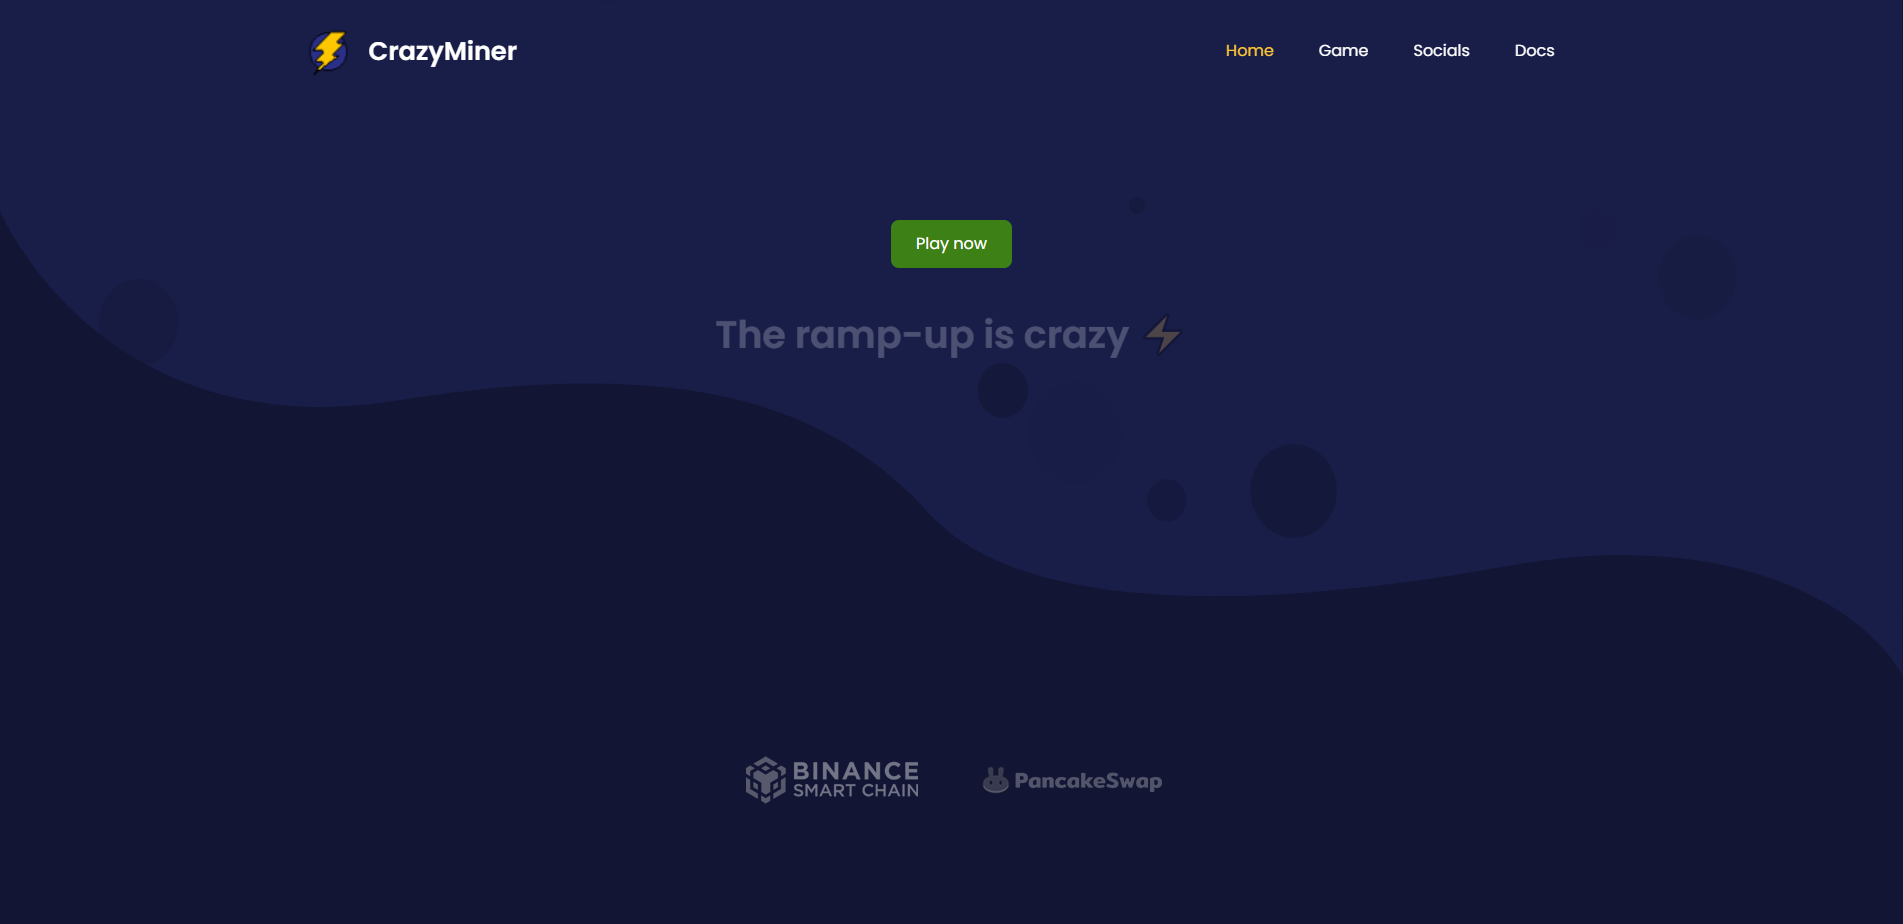 CrazyMiner
Home Game Socials Docs
Play now
The ramp-up is crazy ⚡
BINANCE
SMART CHAIN
PancakeSwap